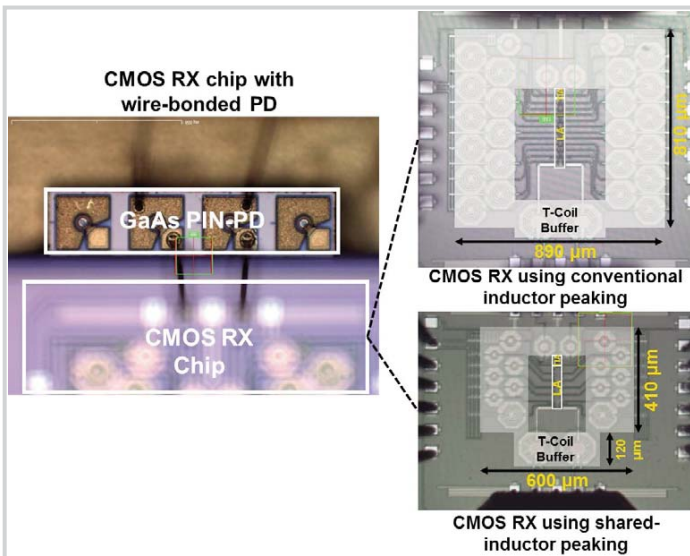 CMOS RX chip with
wire-bonded PD
GaAs PIN-PD
CMOS RX
Chip
LA
T-Coil
Buffer
810 µm
890 µm
CMOS RX using conventional
inductor peaking
LA
T-Coil
Buffer
410 µm
120
µm
600 µm
CMOS RX using shared-
inductor peaking